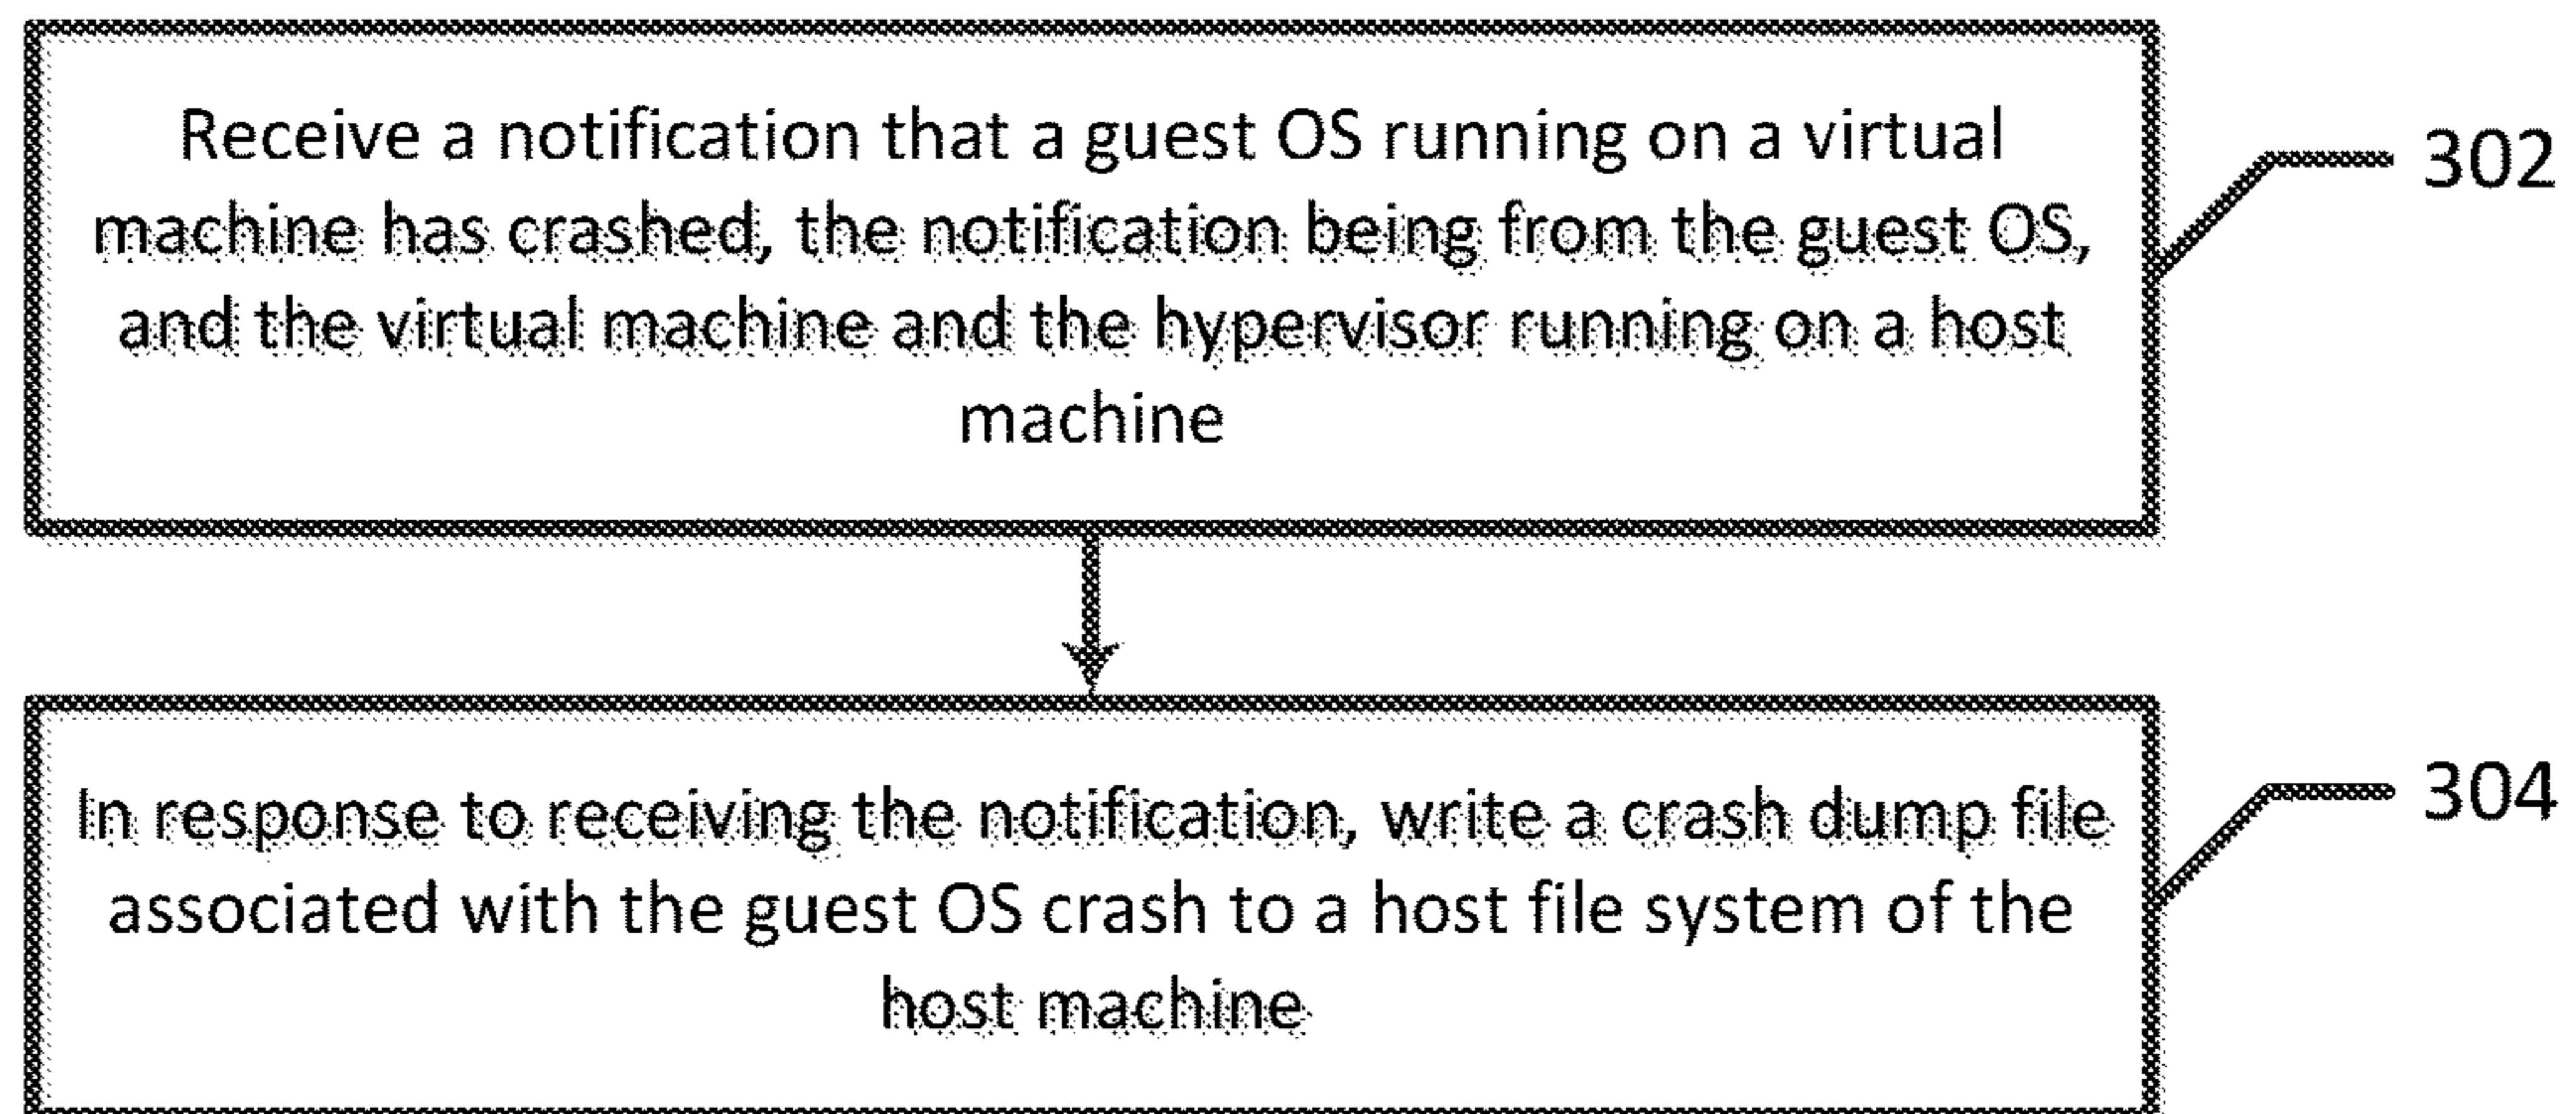 Receive a notification that a guest OS running on a virtual
machine has crashed, the notification being from the guest OS,
and the virtual machine and the hypervisor running on a host
machine
302
In response to receiving the notification, write a crash dump file
associated with the guest OS crash to a host file system of the
host machine
304